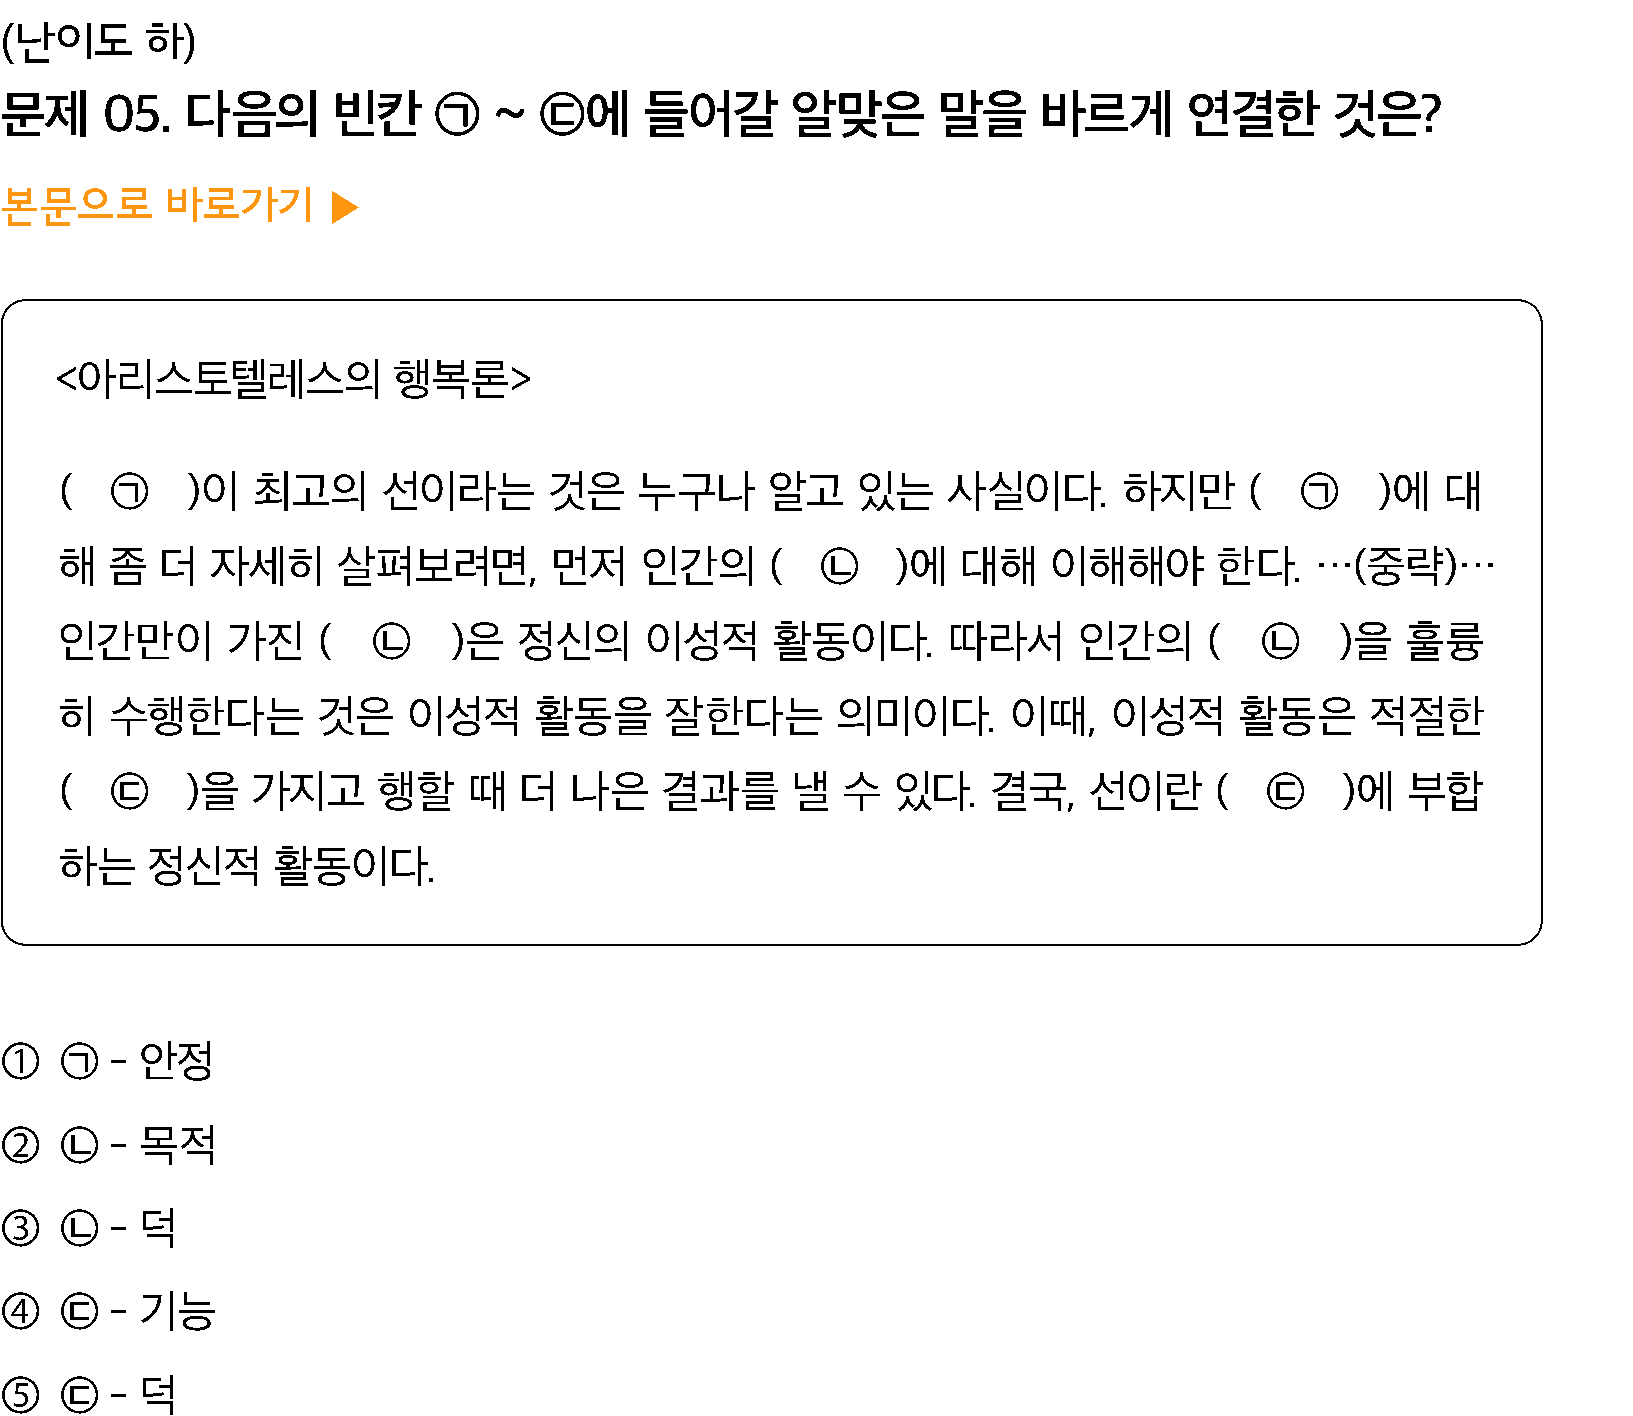 (난이도 하)
문제 05. 다음의 빈칸 ㉠ ~ ㉢에 들어갈 알맞은 말을 바르게 연결한 것은?
본문으로 바로가기 ▶
<아리스토텔레스의 행복론>
( ㉠ )이 최고의 선이라는 것은 누구나 알고 있는 사실이다. 하지만 ( ㉠ )에 대
해 좀 더 자세히 살펴보려면, 먼저 인간의 ( ㉡ )에 대해 이해해야 한다. …(중략)…
인간만이 가진 ( ㉡ )은 정신의 이성적 활동이다. 따라서 인간의 ( ㉡ )을 훌륭
히 수행한다는 것은 이성적 활동을 잘한다는 의미이다. 이때, 이성적 활동은 적절한
( ㉢ )을 가지고 행할 때 더 나은 결과를 낼 수 있다. 결국, 선이란 ( ㉢ )에 부합
하는 정신적 활동이다.
① ㉠ - 안정
② ㉡ - 목적
③ ㉡ - 덕
④ ㉢ - 기능
⑤ ㉢ - 덕